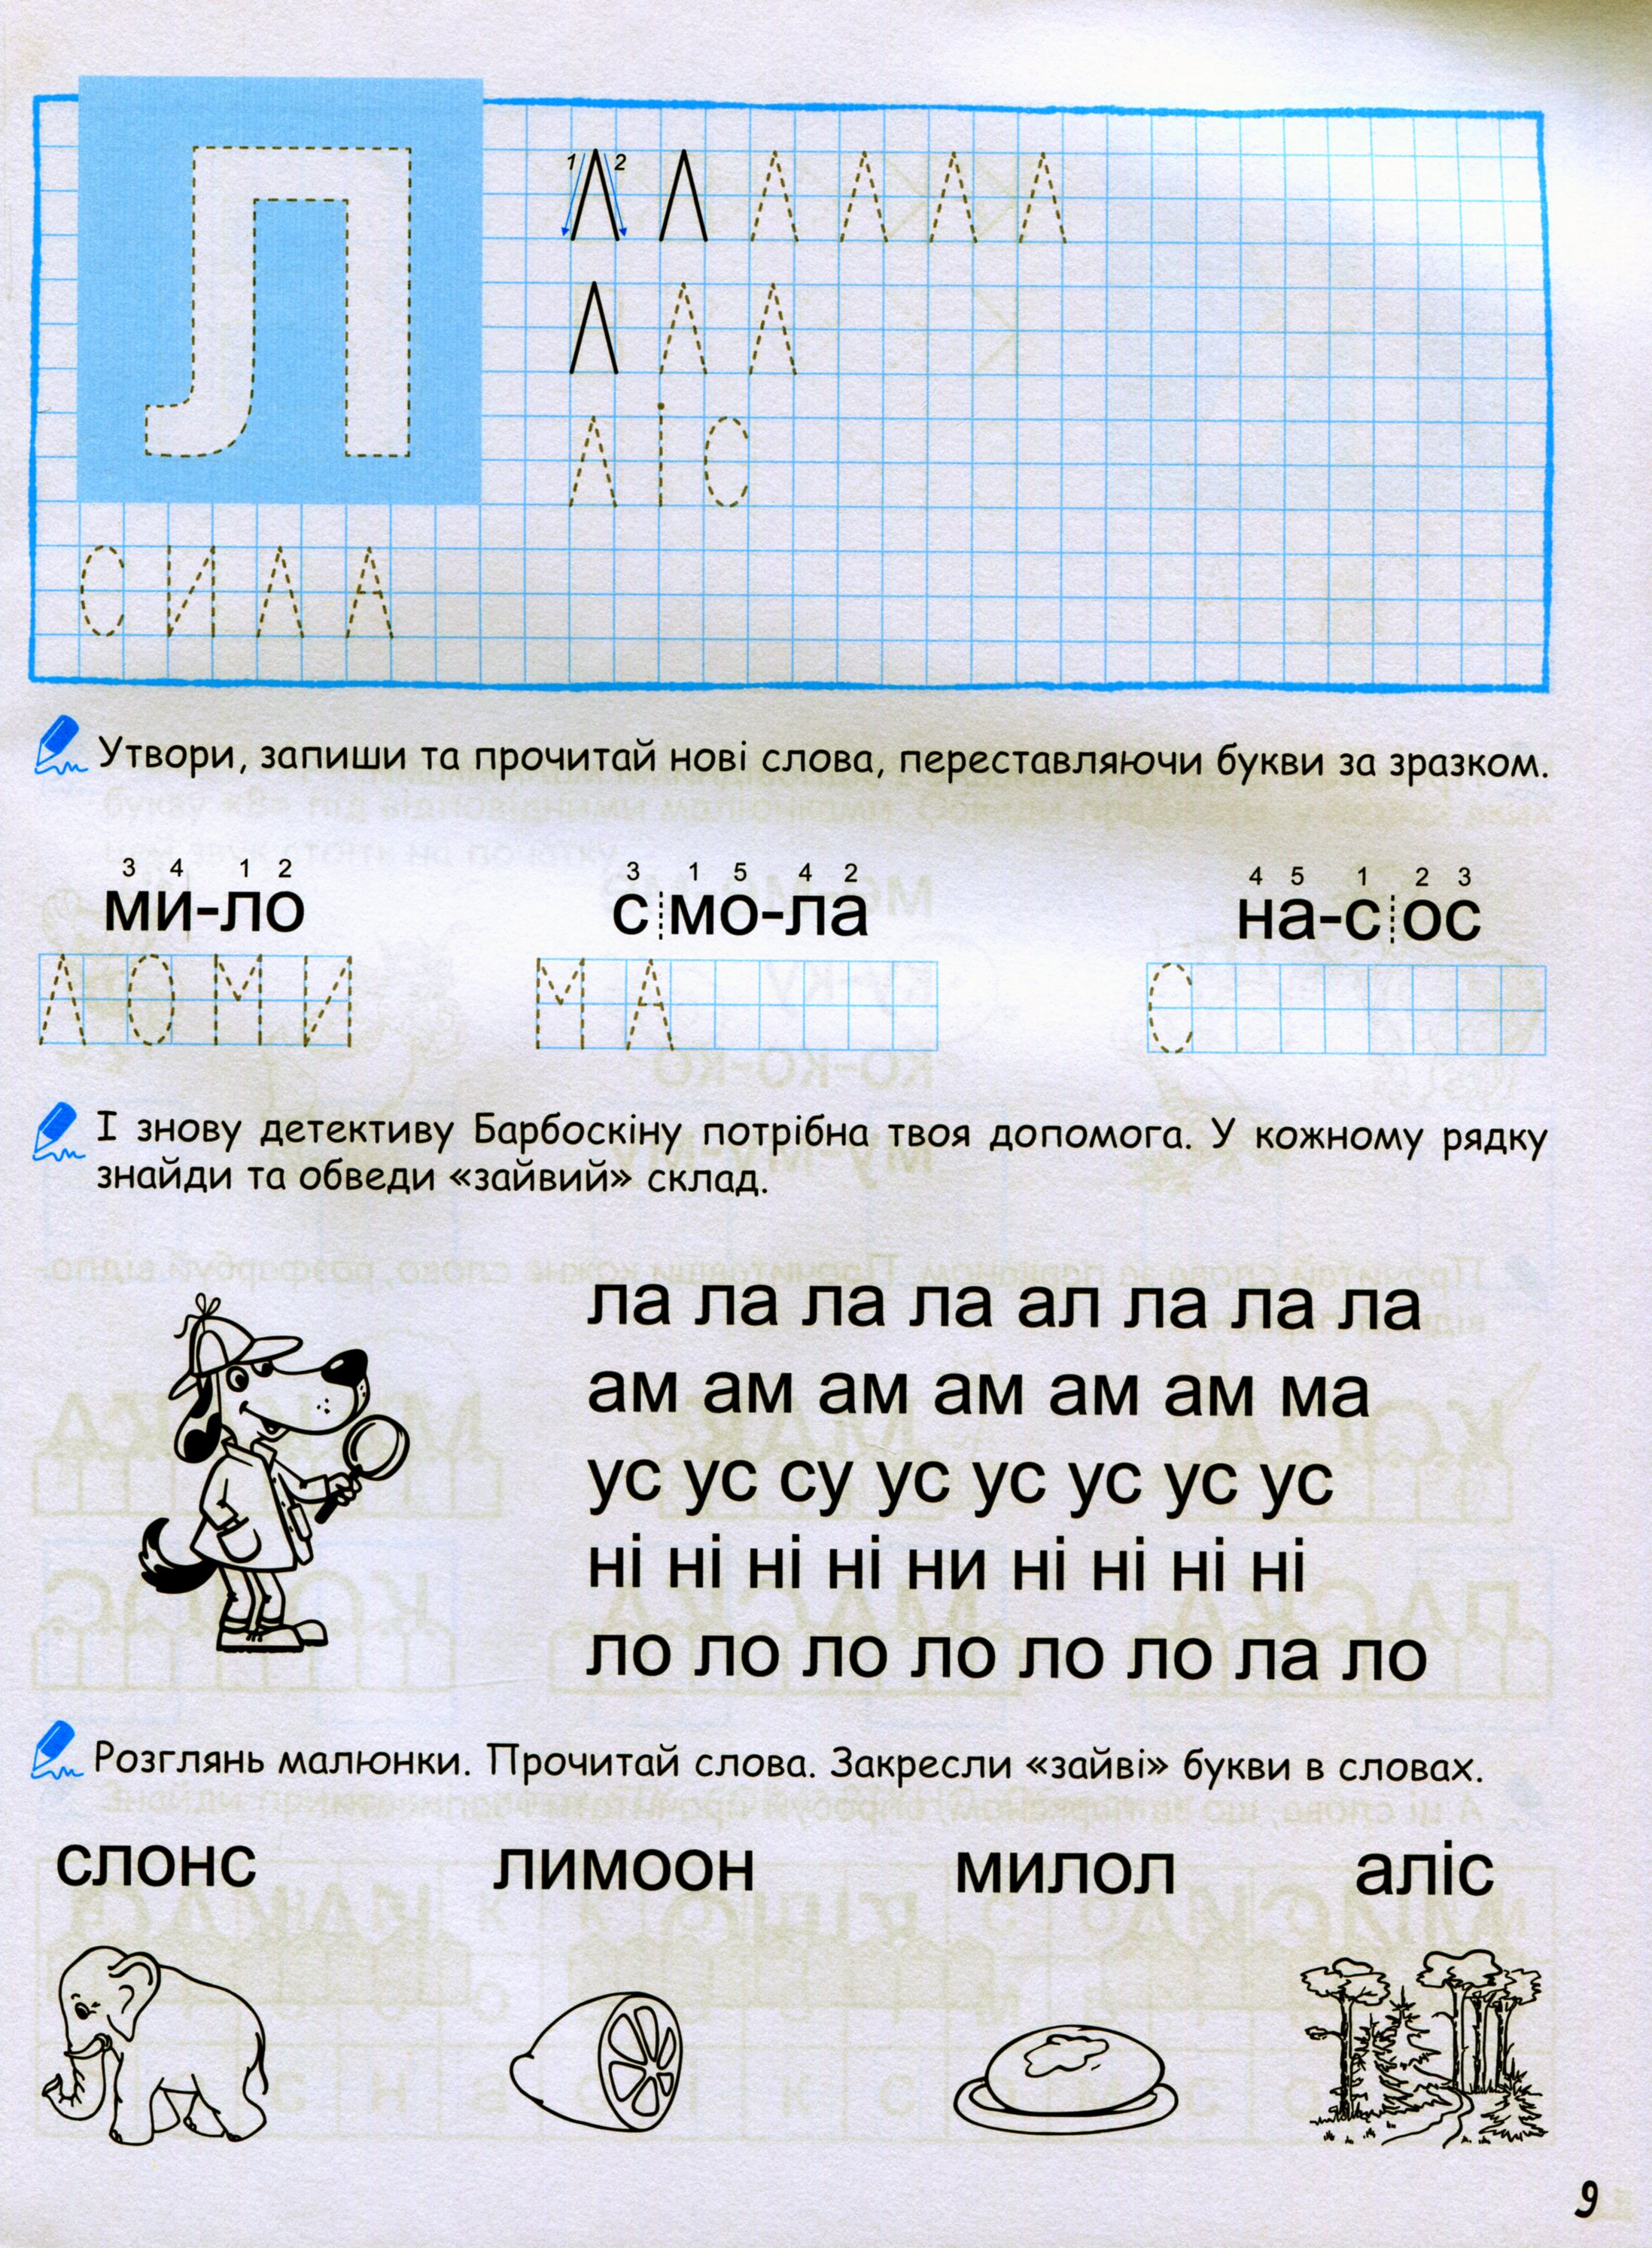 Л
1 Л 2 Л Л Л Л Л
Л Л Л
ЛІС
СИЛА
Утвори, запиши та прочитай нові слова, переставляючи букви за зразком.
3 4 1 2
ми-ло
3 1 5 4 2
с мо-ла
4 5 1 2 3
на-с ос
ЛОМИ
МА
С
І знову детективу Барбоскіну потрібна твоя допомога. У кожному рядку
знайди та обведи «зайвий» склад.
ла ла ла ла ал ла ла ла
ам ам ам ам ам ам ма
ус ус су ус ус ус ус ус
ні ні ні ні ни ні ні ні ні
ло ло ло ло ло ло ла ло
Розглянь малюнки. Прочитай слова. Закресли «зайві» букви в словах.
слонс лимоон милол аліс
9